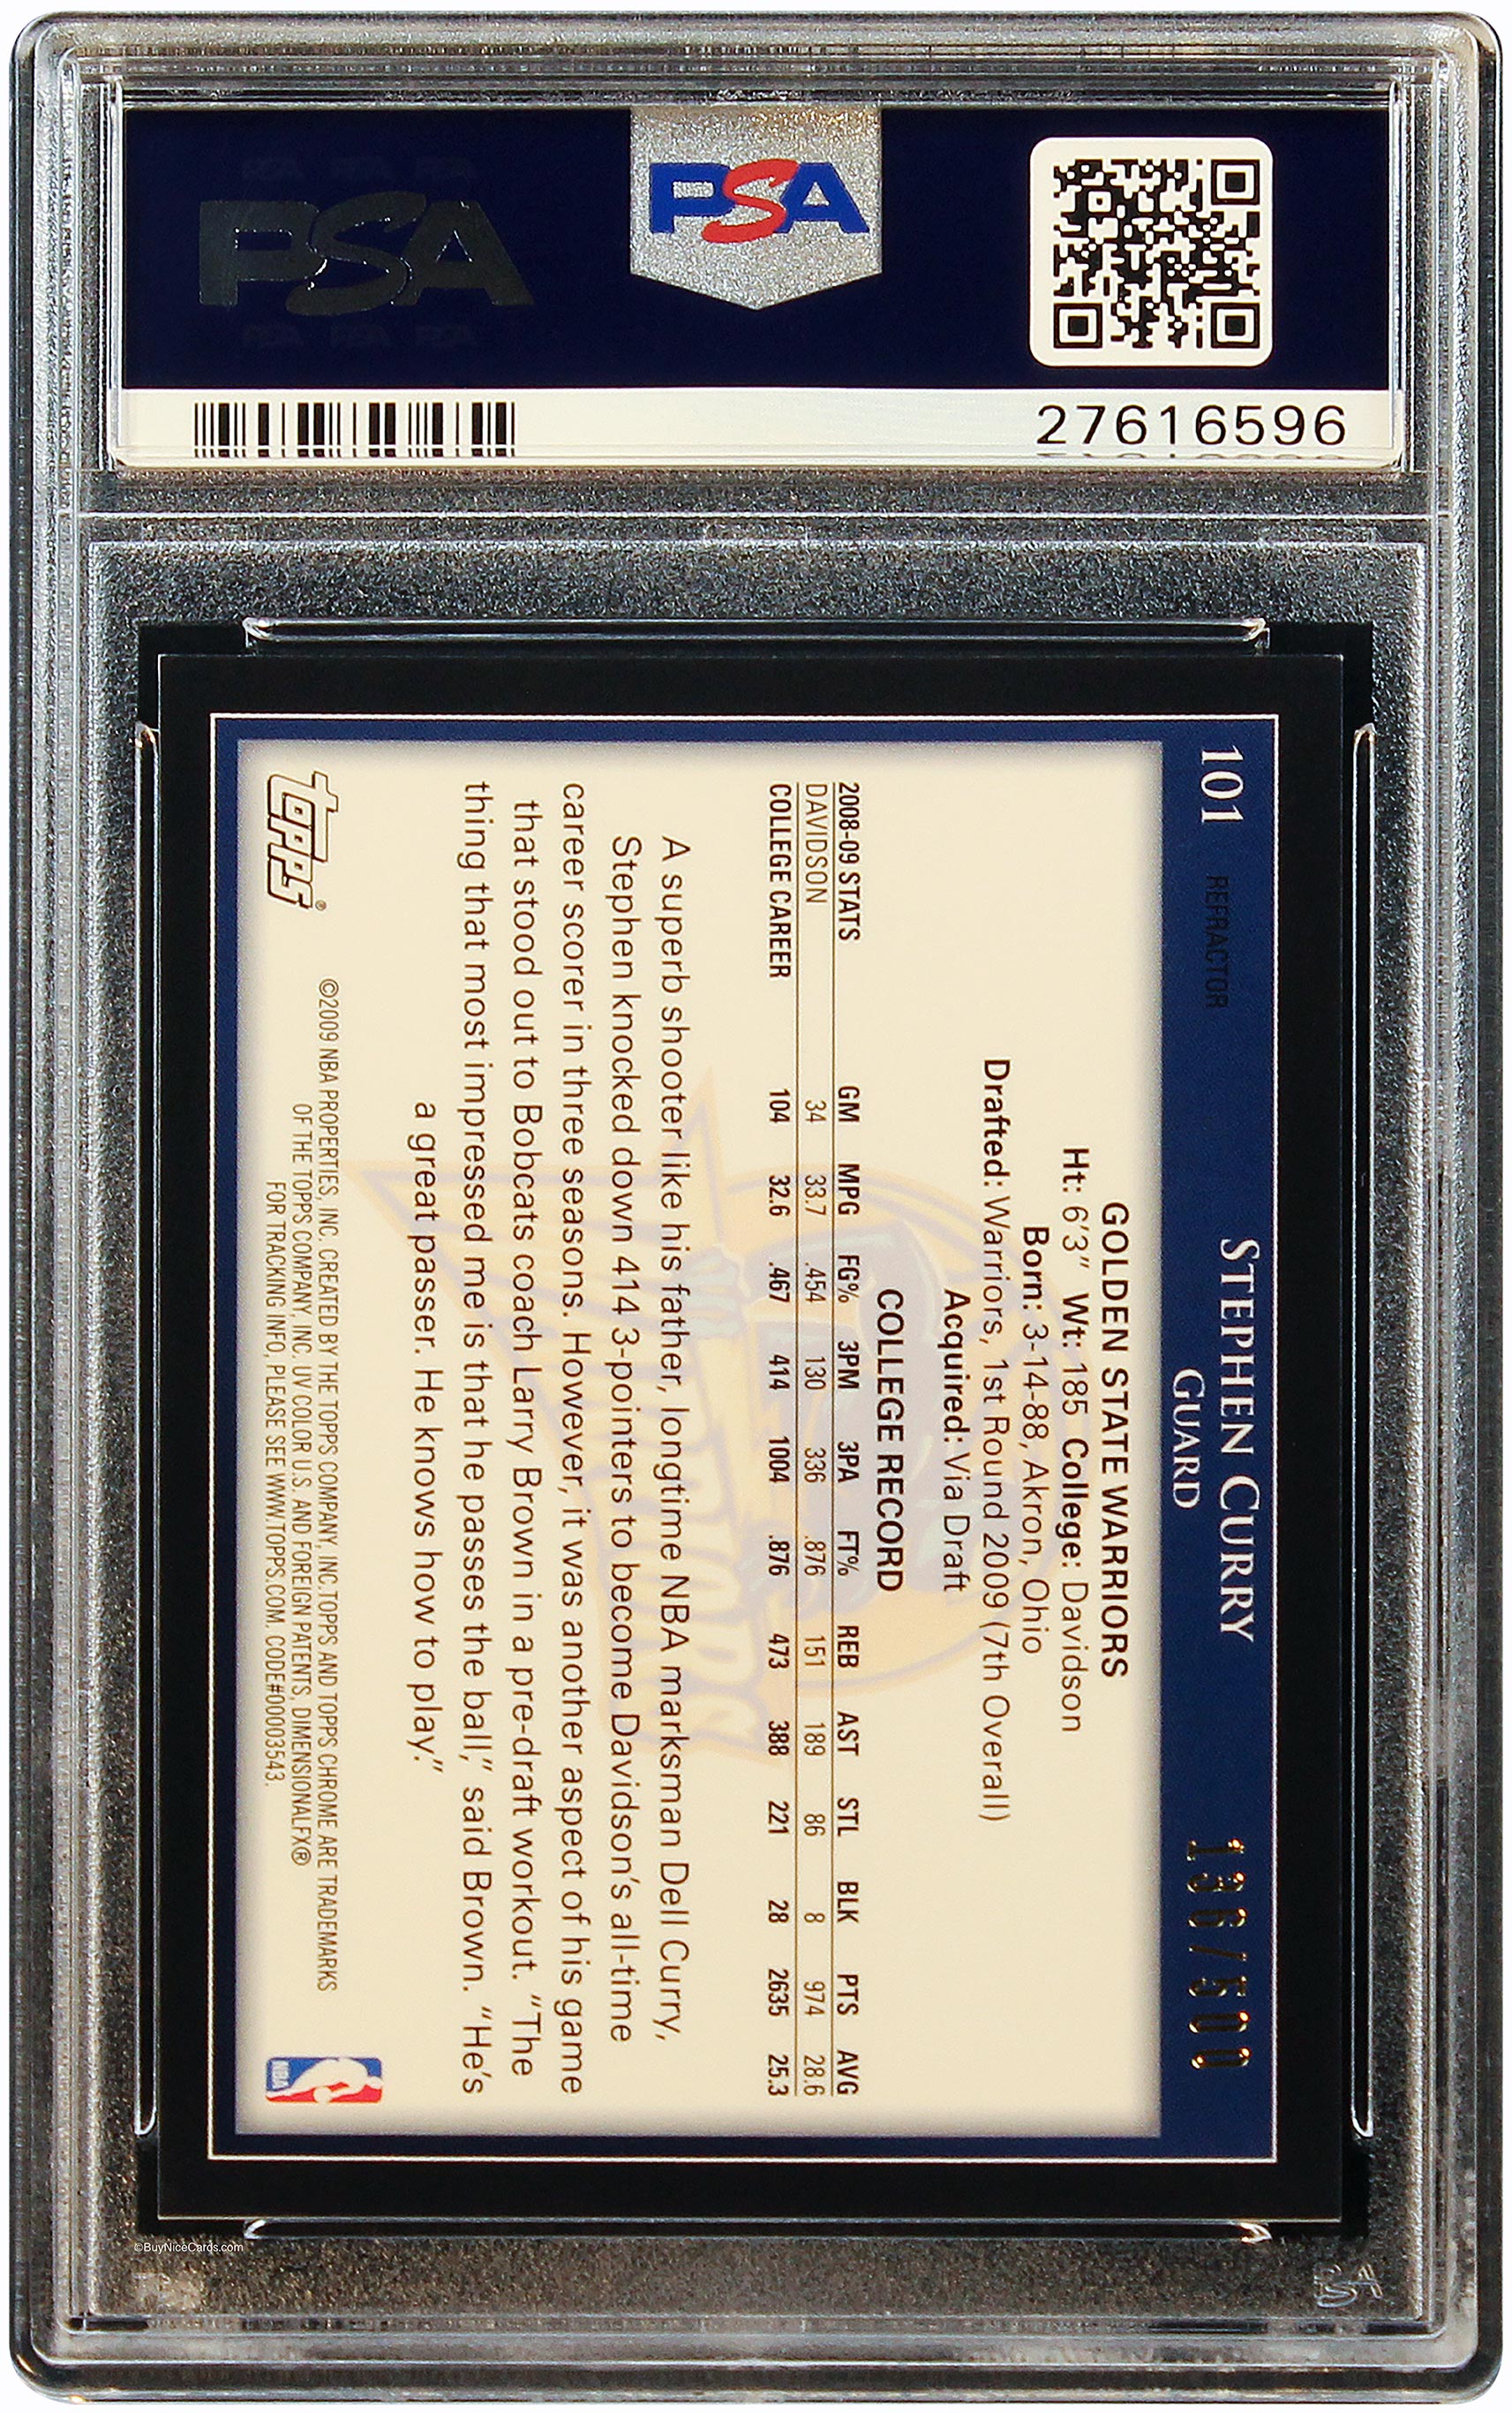 PSA
PSA
27616596
101 REFRACTOR STEPHEN CURRY 136/500
GUARD
GOLDEN STATE WARRIORS
Ht: 6'3" Wt: 185 College: Davidson
Born: 3-14-88, Akron, Ohio
Drafted: Warriors, 1st Round 2009 (7th Overall)
Acquired: Via Draft
COLLEGE RECORD
2008-09 STATS GM MPG FG% 3PM 3PA FT% REB AST STL BLK PTS AVG
DAVIDSON 34 33.7 .454 130 336 .876 151 189 86 8 974 28.6
COLLEGE CAREER 104 32.6 .467 414 1004 .876 473 388 221 28 2635 25.3
A superb shooter like his father, longtime NBA marksman Dell Curry,
Stephen knocked down 414 3-pointers to become Davidson's all-time
career scorer in three seasons. However, it was another aspect of his game
that stood out to Bobcats coach Larry Brown in a pre-draft workout. "The
thing that most impressed me is that he passes the ball," said Brown. "He's
a great passer. He knows how to play."
topps®
©2009 NBA PROPERTIES, INC. CREATED BY THE TOPPS COMPANY, INC. TOPPS AND TOPPS CHROME ARE TRADEMARKS
OF THE TOPPS COMPANY, INC. UV COLOR U.S. AND FOREIGN PATENTS, DIMENSIONALFX®
FOR TRACKING INFO, PLEASE SEE WWW.TOPPS.COM. CODE#00003543.
NBA
WARRIORS
©BuyNiceCards.com
PSA